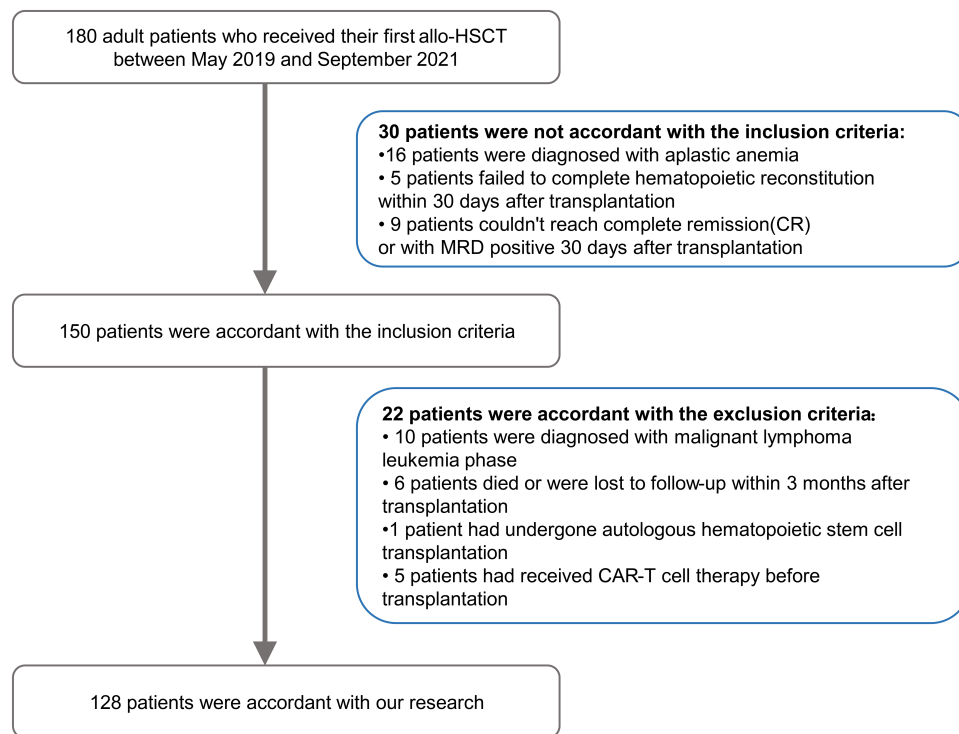 180 adult patients who received their first allo-HSCT
between May 2019 and September 2021
30 patients were not accordant with the inclusion criteria:
•16 patients were diagnosed with aplastic anemia
• 5 patients failed to complete hematopoietic reconstitution
within 30 days after transplantation
• 9 patients couldn't reach complete remission(CR)
or with MRD positive 30 days after transplantation
150 patients were accordant with the inclusion criteria
22 patients were accordant with the exclusion criteria:
• 10 patients were diagnosed with malignant lymphoma
leukemia phase
• 6 patients died or were lost to follow-up within 3 months after
transplantation
•1 patient had undergone autologous hematopoietic stem cell
transplantation
• 5 patients had received CAR-T cell therapy before
transplantation
128 patients were accordant with our research